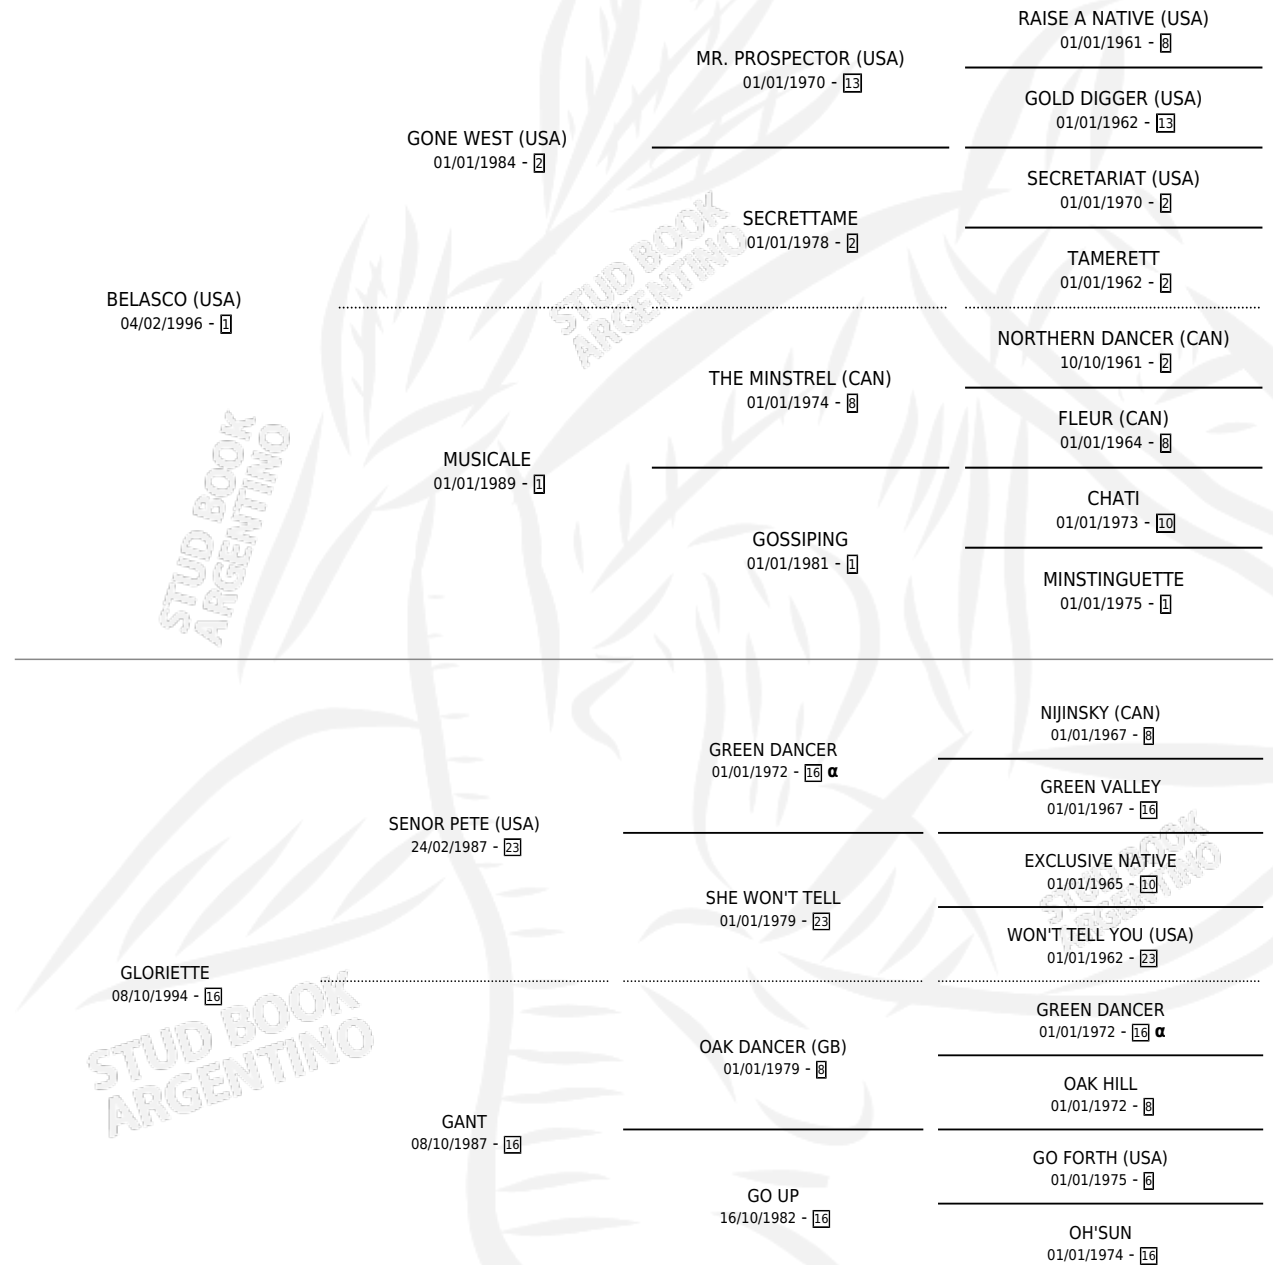 RAISE A NATIVE (USA)
01/01/1961 - 8
MR. PROSPECTOR (USA)
01/01/1970 - 13
GOLD DIGGER (USA)
01/01/1962 - 13
GONE WEST (USA)
01/01/1984 - 2
SECRETARIAT (USA)
01/01/1970 - 2
SECRETTAME
01/01/1978 - 2
TAMERETT
01/01/1962 - 2
BELASCO (USA)
04/02/1996 - 1
NORTHERN DANCER (CAN)
10/10/1961 - 2
THE MINSTREL (CAN)
01/01/1974 - 8
FLEUR (CAN)
01/01/1964 - 8
MUSICALE
01/01/1989 - 1
CHATI
01/01/1973 - 10
GOSSIPING
01/01/1981 - 1
MINSTINGUETTE
01/01/1975 - 1
NIJINSKY (CAN)
01/01/1967 - 8
GREEN DANCER
01/01/1972 - 16 α
GREEN VALLEY
01/01/1967 - 16
SENOR PETE (USA)
24/02/1987 - 23
EXCLUSIVE NATIVE
01/01/1965 - 10
SHE WON'T TELL
01/01/1979 - 23
WON'T TELL YOU (USA)
01/01/1962 - 23
GLORIETTE
08/10/1994 - 16
GREEN DANCER
01/01/1972 - 16 α
OAK DANCER (GB)
01/01/1979 - 8
OAK HILL
01/01/1972 - 8
GANT
08/10/1987 - 16
GO FORTH (USA)
01/01/1975 - 6
GO UP
16/10/1982 - 16
OH'SUN
01/01/1974 - 16
STUD BOOK
ARGENTINO
STUD BOOK
ARGENTINO
STUD BOOK
ARGENTINO
STUD BOOK
ARGENTINO